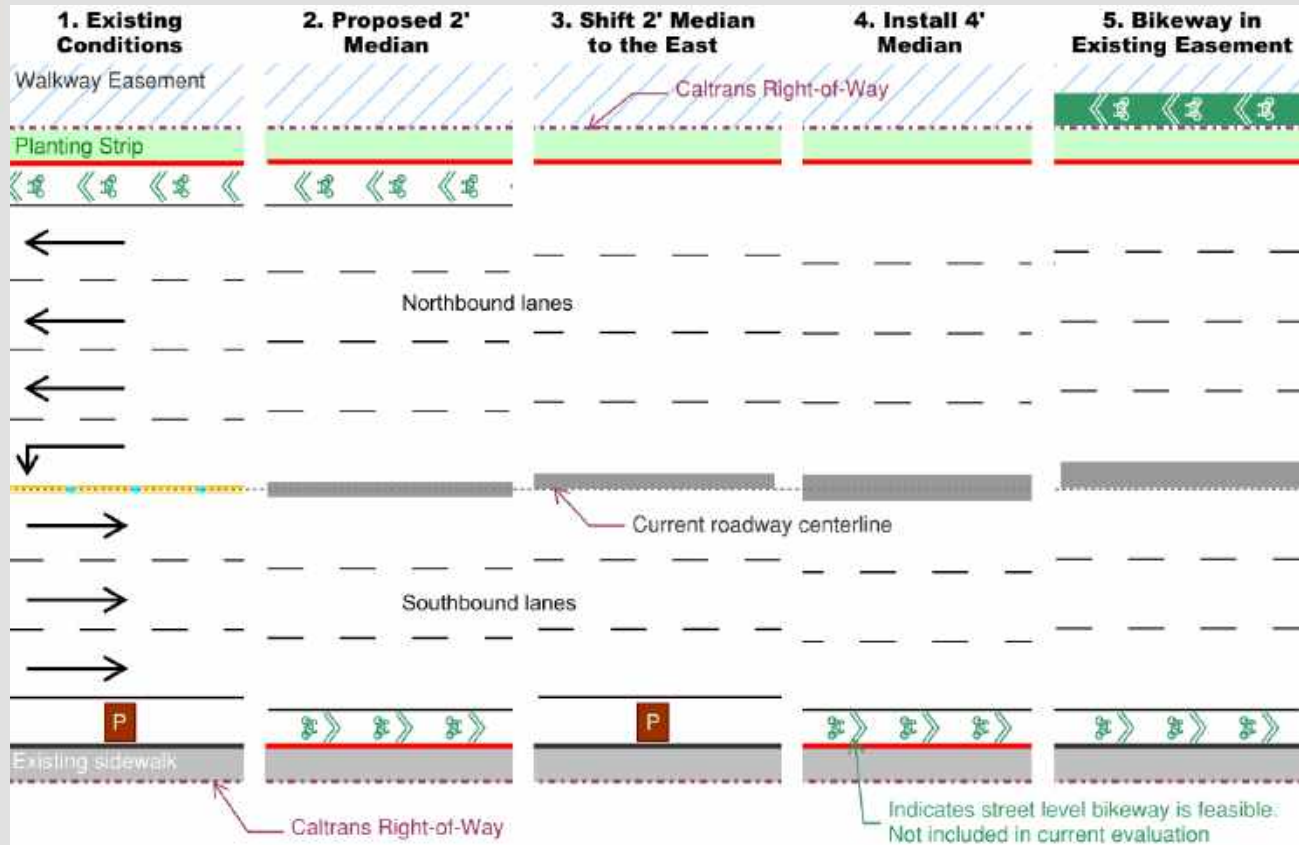 1. Existing
Conditions
2. Proposed 2'
Median
3. Shift 2' Median
to the East
4. Install 4'
Median
5. Bikeway in
Existing Easement
Walkway Easement
Caltrans Right-of-Way
Planting Strip
Northbound lanes
Current roadway centerline
Southbound lanes
P
P
Existing sidewalk
Caltrans Right-of-Way
Indicates street level bikeway is feasible.
Not included in current evaluation